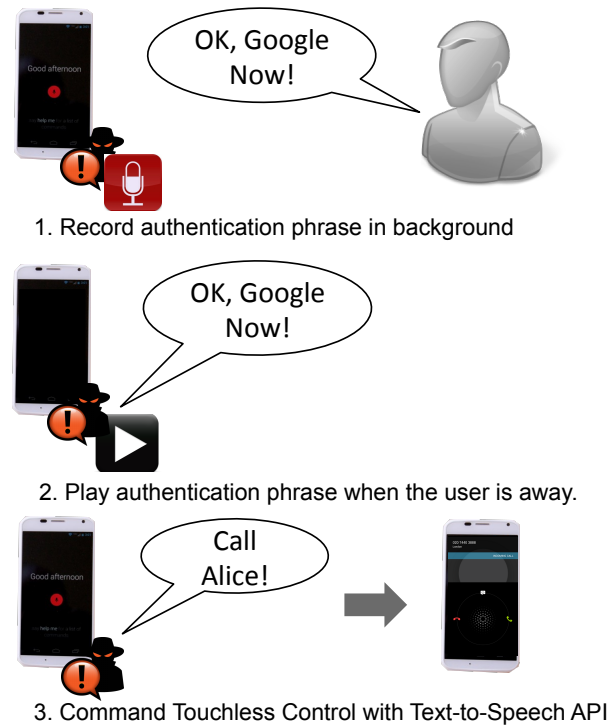 OK, Google
Now!
Good afternoon
1. Record authentication phrase in background
OK, Google
Now!
2. Play authentication phrase when the user is away.
Call
Alice!
Good afternoon
3. Command Touchless Control with Text-to-Speech API